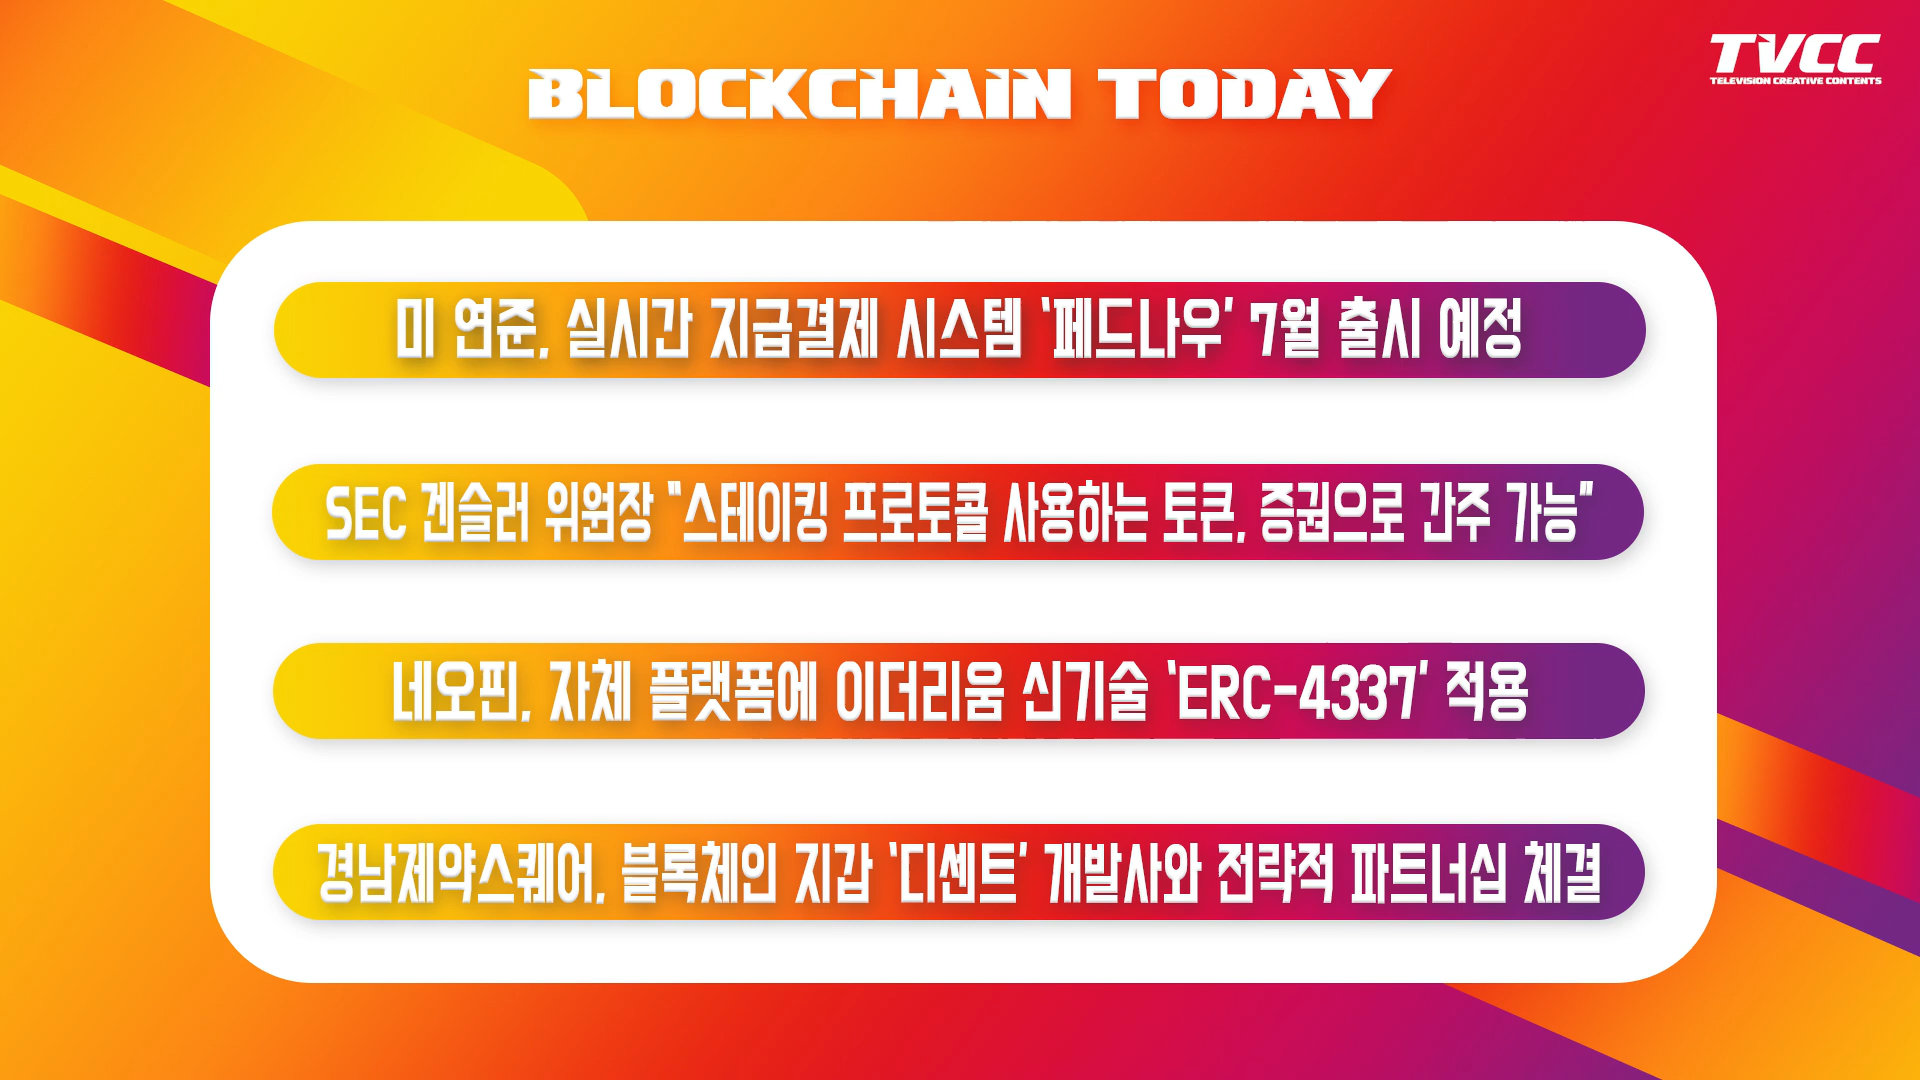 TVCC
TELEVISION CREATIVE CONTENTS
BLOCKCHAIN TODAY
미 연준, 실시간 지급결제 시스템 '페드나우' 7월 출시 예정
SEC 겐슬러 위원장 "스테이킹 프로토콜 사용하는 토큰, 증권으로 간주 가능"
네오핀, 자체 플랫폼에 이더리움 신기술 'ERC-4337' 적용
경남제약스퀘어, 블록체인 지갑 '디센트' 개발사와 전략적 파트너십 체결